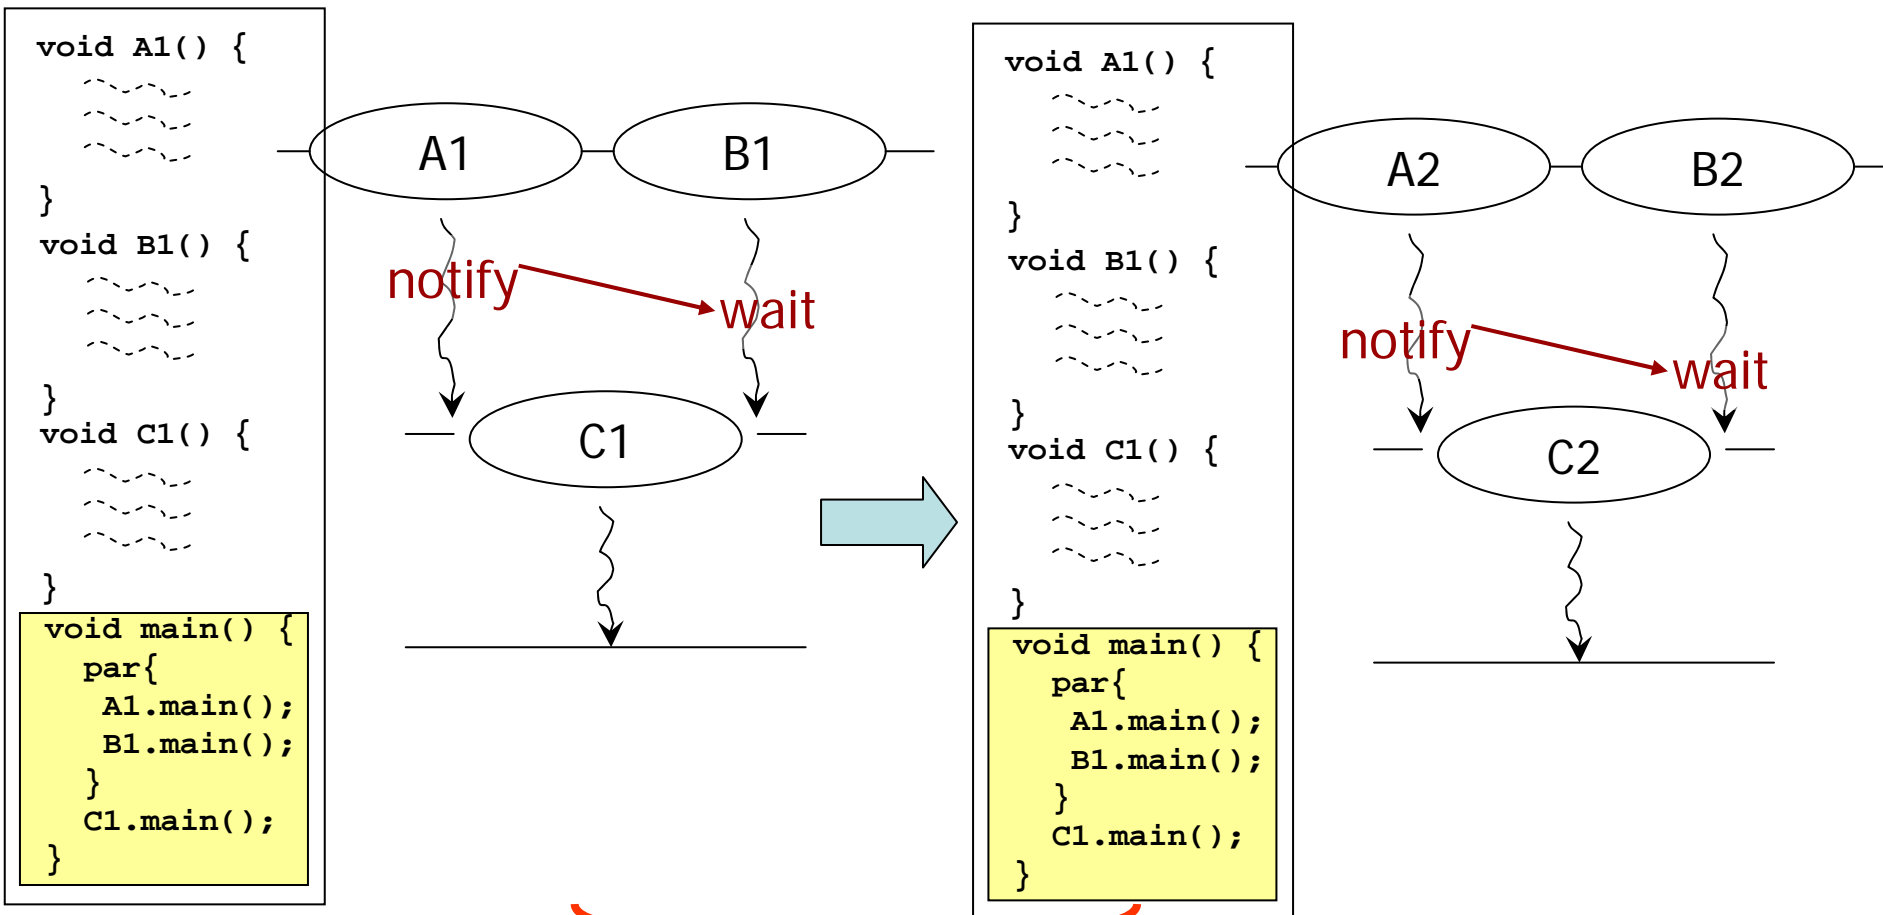 void A1() {
}
void B1() {
}
void C1() {
}
void main() {
par{
A1.main();
B1.main();
}
C1.main();
}
A1
B1
notify
wait
C1
void A1() {
}
void B1() {
}
void C1() {
}
void main() {
par{
A1.main();
B1.main();
}
C1.main();
}
A2
B2
notify
wait
C2